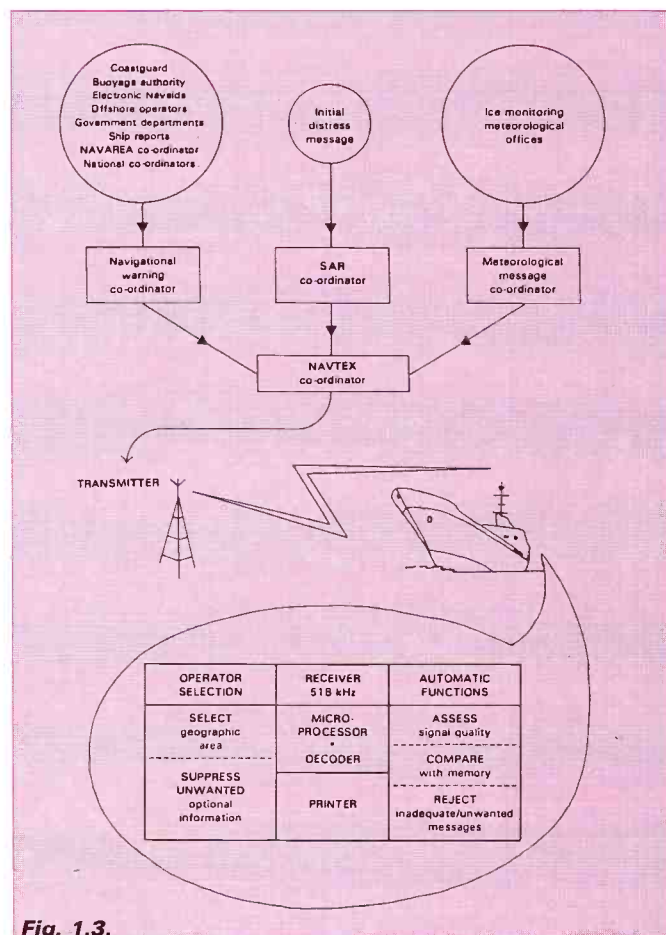 Coastguard
Buoyage authority
Electronic Navaids
Offshore operators
Government departments
Ship reports
NAVAREA co-ordinator
National co-ordinators
Initial
distress
message
Ice monitoring
meteorological
offices
Navigational
warning
co-ordinator
SAR
co-ordinator
Meteorological
message
co-ordinator
NAVTEX
co-ordinator
TRANSMITTER
OPERATOR
SELECTION
SELECT
geographic
area
SUPPRESS
UNWANTED
optional
information
RECEIVER
518 kHz
MICRO-
PROCESSOR
+
DECODER
PRINTER
AUTOMATIC
FUNCTIONS
ASSESS
signal quality
COMPARE
with memory
REJECT
inadequate/unwanted
messages
Fig. 1.3.